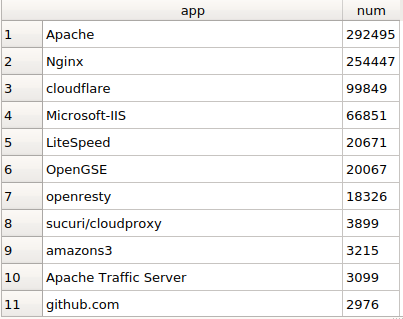 app num
1 Apache 292495
2 Nginx 254447
3 cloudflare 99849
4 Microsoft-IIS 66851
5 LiteSpeed 20671
6 OpenGSE 20067
7 openresty 18326
8 sucuri/cloudproxy 3899
9 amazons3 3215
10 Apache Traffic Server 3099
11 github.com 2976